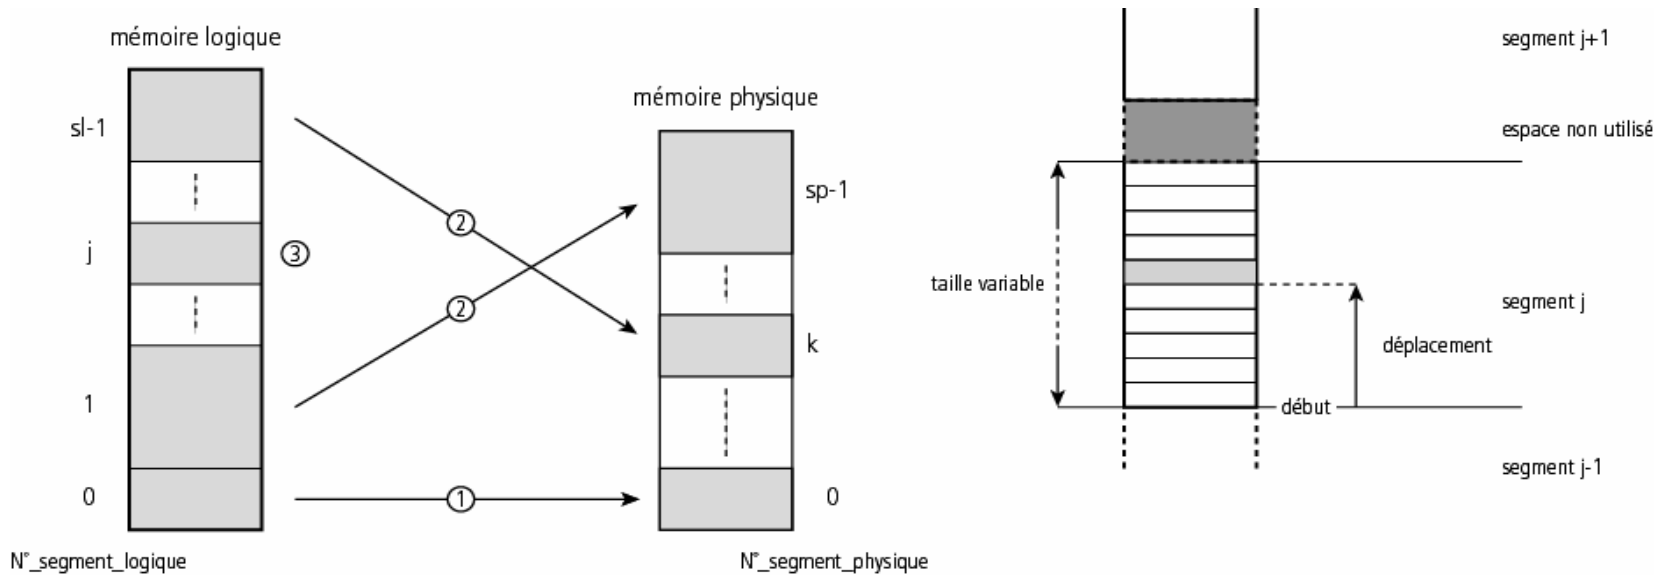 mémoire logique
sl-1
j
1
0
N°_segment_logique
3
2
2
1
mémoire physique
sp-1
k
0
N°_segment_physique
segment j+1
espace non utilisé
taille variable
segment j
déplacement
début
segment j-1